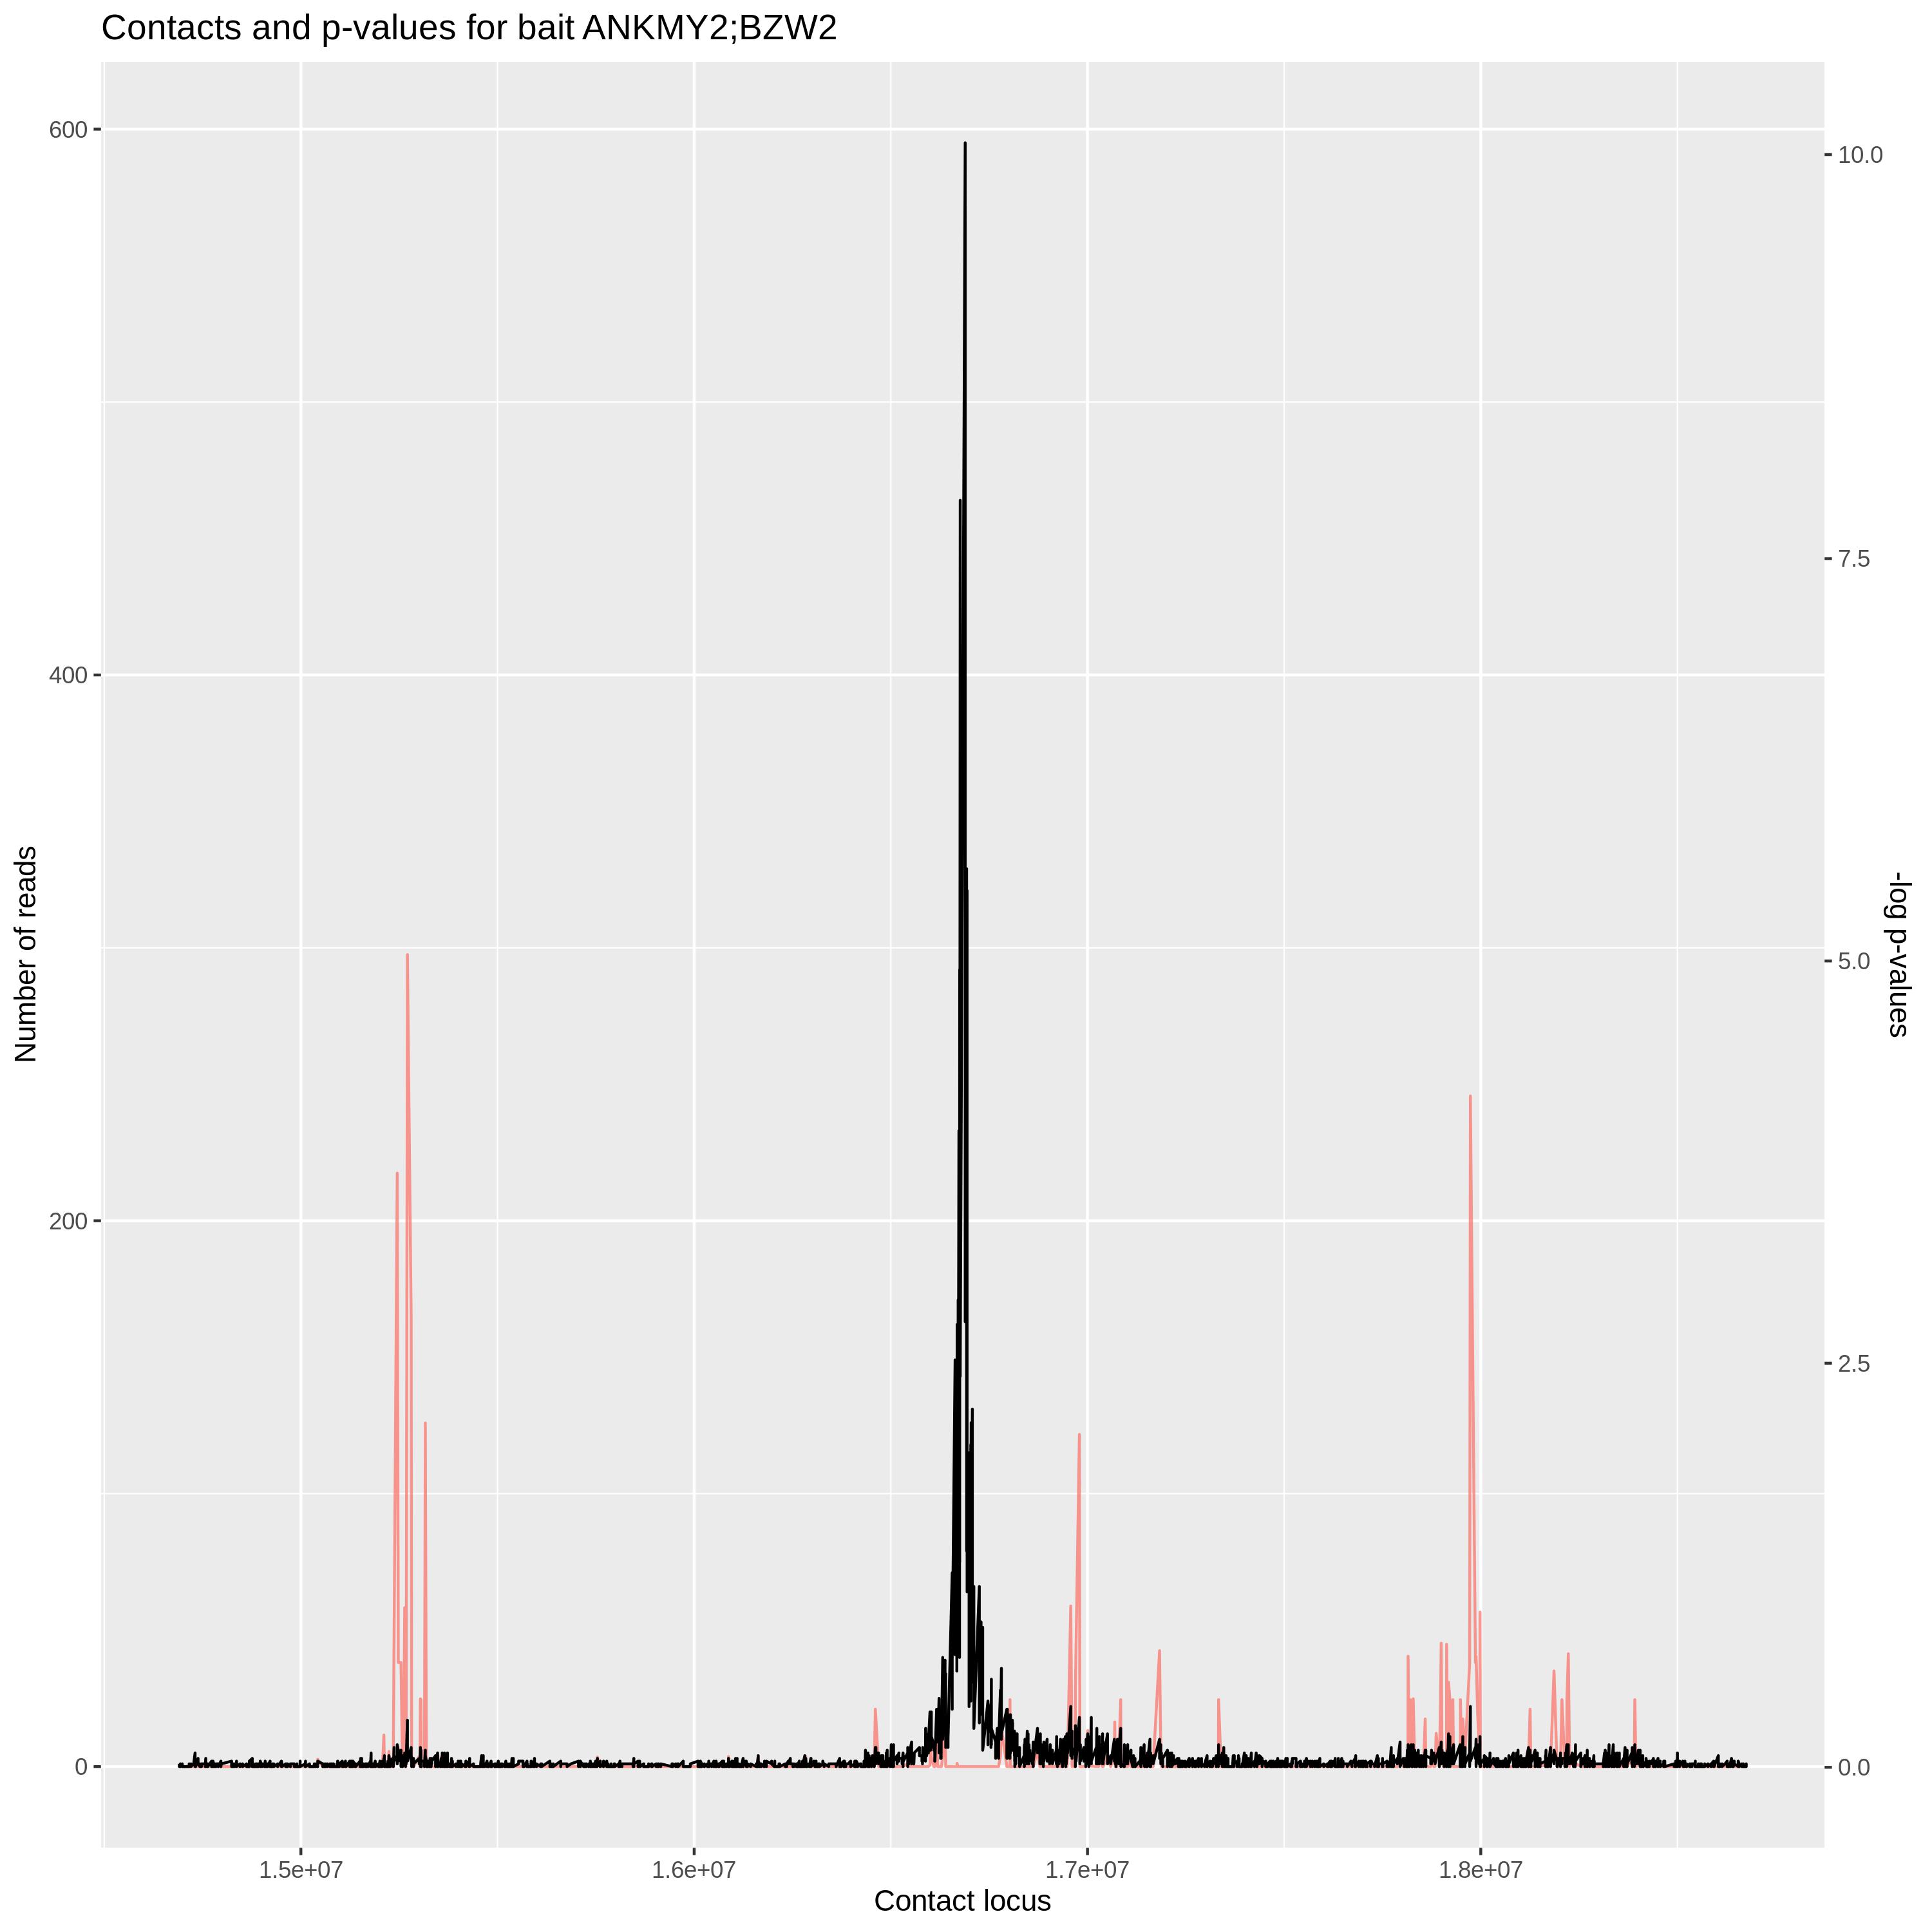 Contacts and p-values for bait ANKMY2;BZW2
600
400
200
0
Number of reads
10.0
7.5
5.0
2.5
0.0
-log p-values
1.5e+07
1.6e+07
1.7e+07
1.8e+07
Contact locus